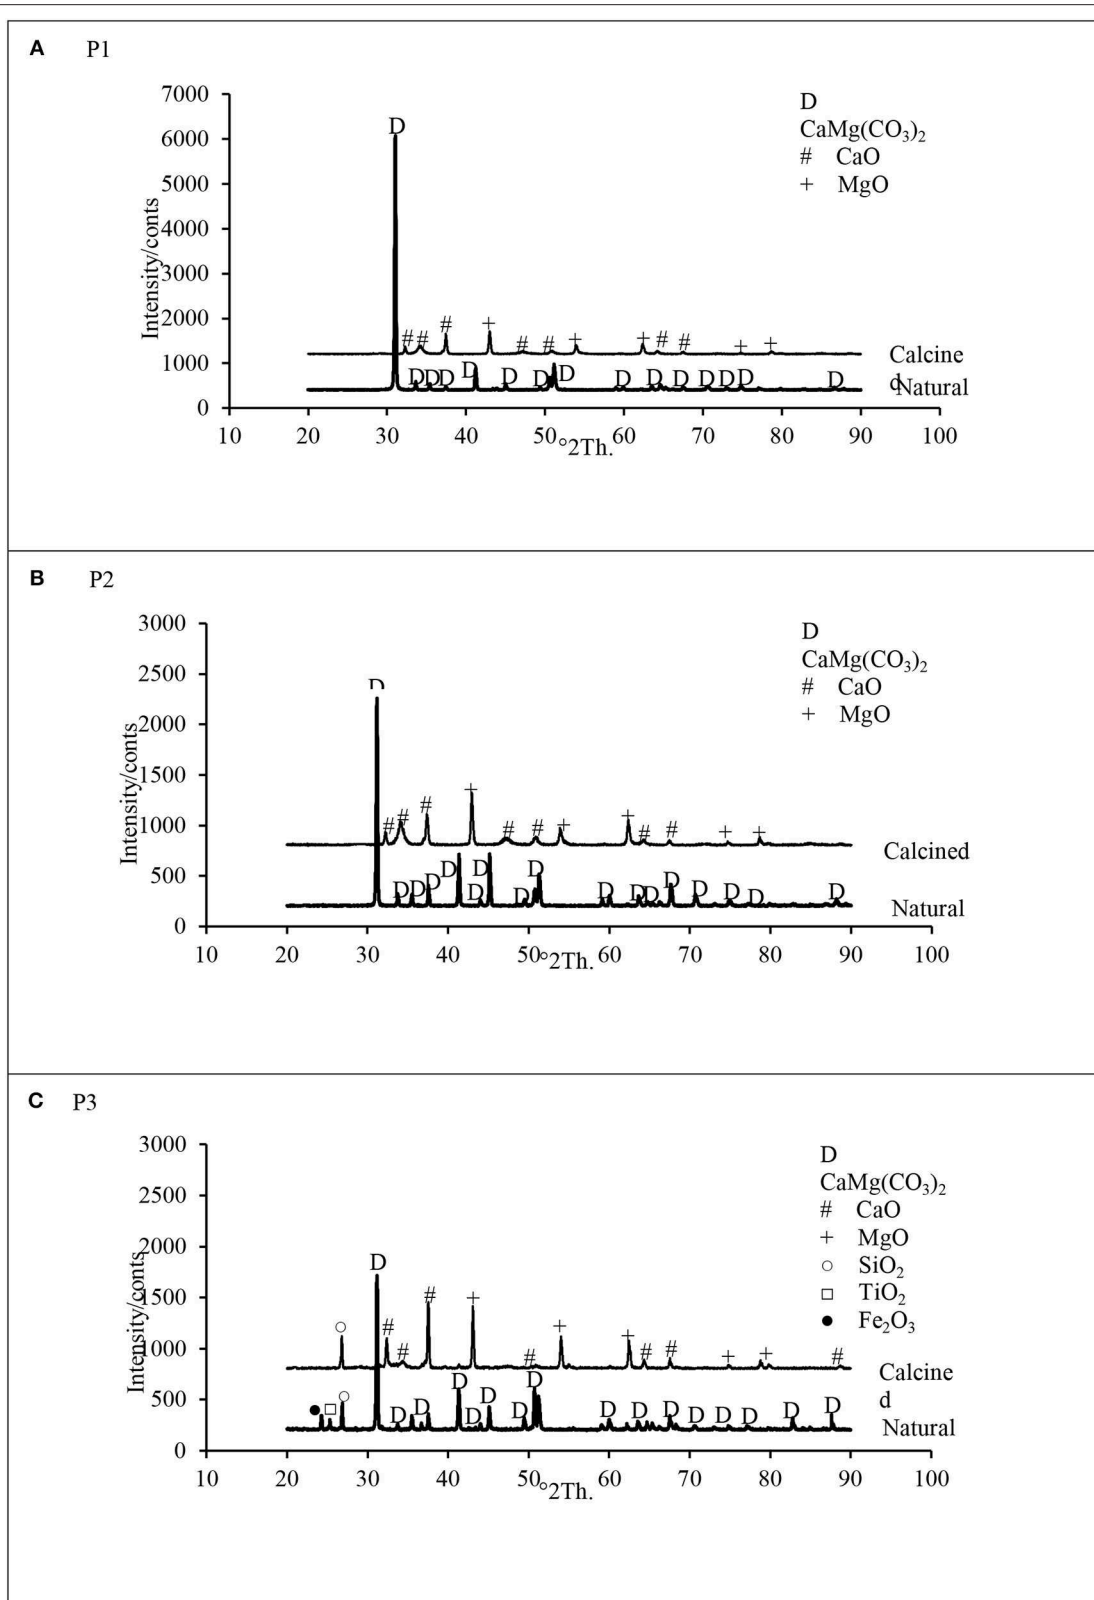 A P1
7000
6000
5000
4000
3000
2000
1000
0
Intensity/conts
10 20 30 40 50 60 70 80 90 100
°2Th.
D
CaMg(CO₃)₂
# CaO
+ MgO
D
# # # + # # + + # # + +
Calcine
d
D D D D D D D D D D D D D D
Natural
B P2
3000
2500
2000
1500
1000
500
0
Intensity/conts
10 20 30 40 50 60 70 80 90 100
°2Th.
D
CaMg(CO₃)₂
# CaO
+ MgO
D
# # # + # # + + # # + +
Calcined
D D D D D D D D D D D D D D D D
Natural
C P3
3000
2500
2000
1500
1000
500
0
Intensity/conts
10 20 30 40 50 60 70 80 90 100
°2Th.
D
CaMg(CO₃)₂
# CaO
+ MgO
○ SiO₂
□ TiO₂
● Fe₂O₃
D
○ # # # + # + + # # + + #
Calcine
d
● □ ○ D D D D D D D D D D D D D D D
Natural